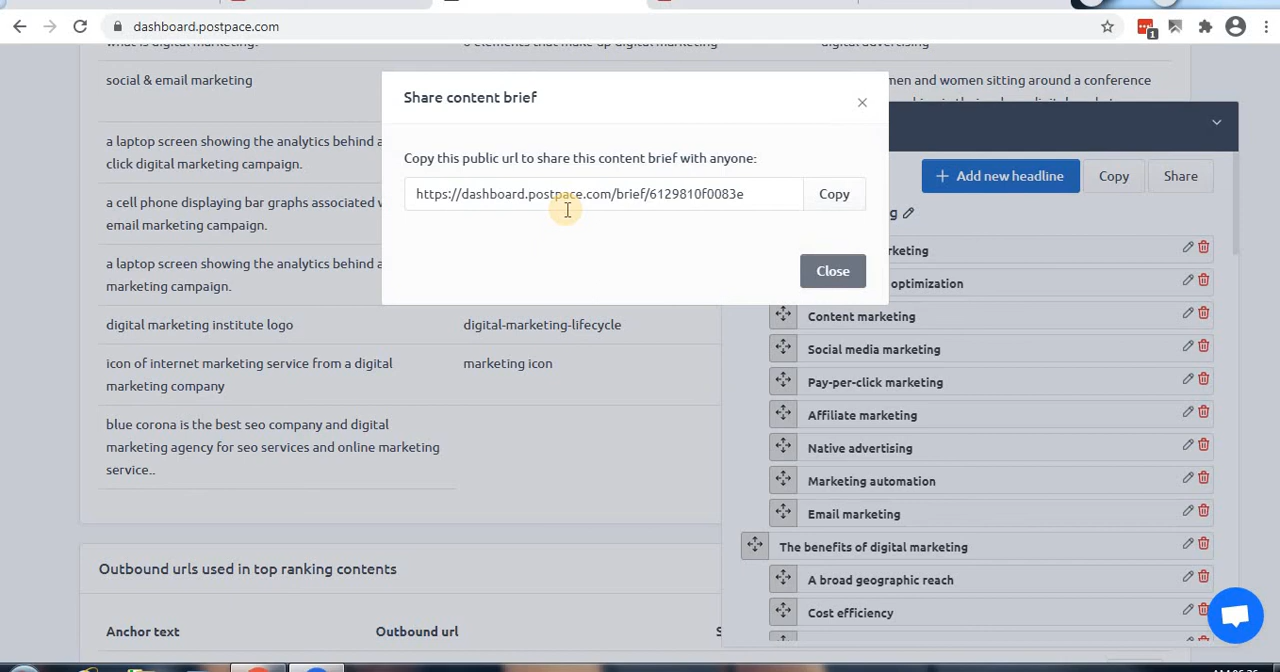 dashboard.postpace.com
1
what is digital marketing?
6 elements that make up digital marketing
digital advertising
social & email marketing
men and women sitting around a conference
a laptop screen showing the analytics behind a
click digital marketing campaign.
a cell phone displaying bar graphs associated
email marketing campaign.
a laptop screen showing the analytics behind a
marketing campaign.
digital marketing institute logo
digital-marketing-lifecycle
icon of internet marketing service from a digital
marketing company
marketing icon
blue corona is the best seo company and digital
marketing agency for seo services and online marketing
service..
Outbound urls used in top ranking contents
Anchor text
Outbound url
Share content brief
×
Copy this public url to share this content brief with anyone:
https://dashboard.postpace.com/brief/6129810f0083e
Copy
Close
+ Add new headline
Copy
Share
optimization
Content marketing
Social media marketing
Pay-per-click marketing
Affiliate marketing
Native advertising
Marketing automation
Email marketing
The benefits of digital marketing
A broad geographic reach
Cost efficiency